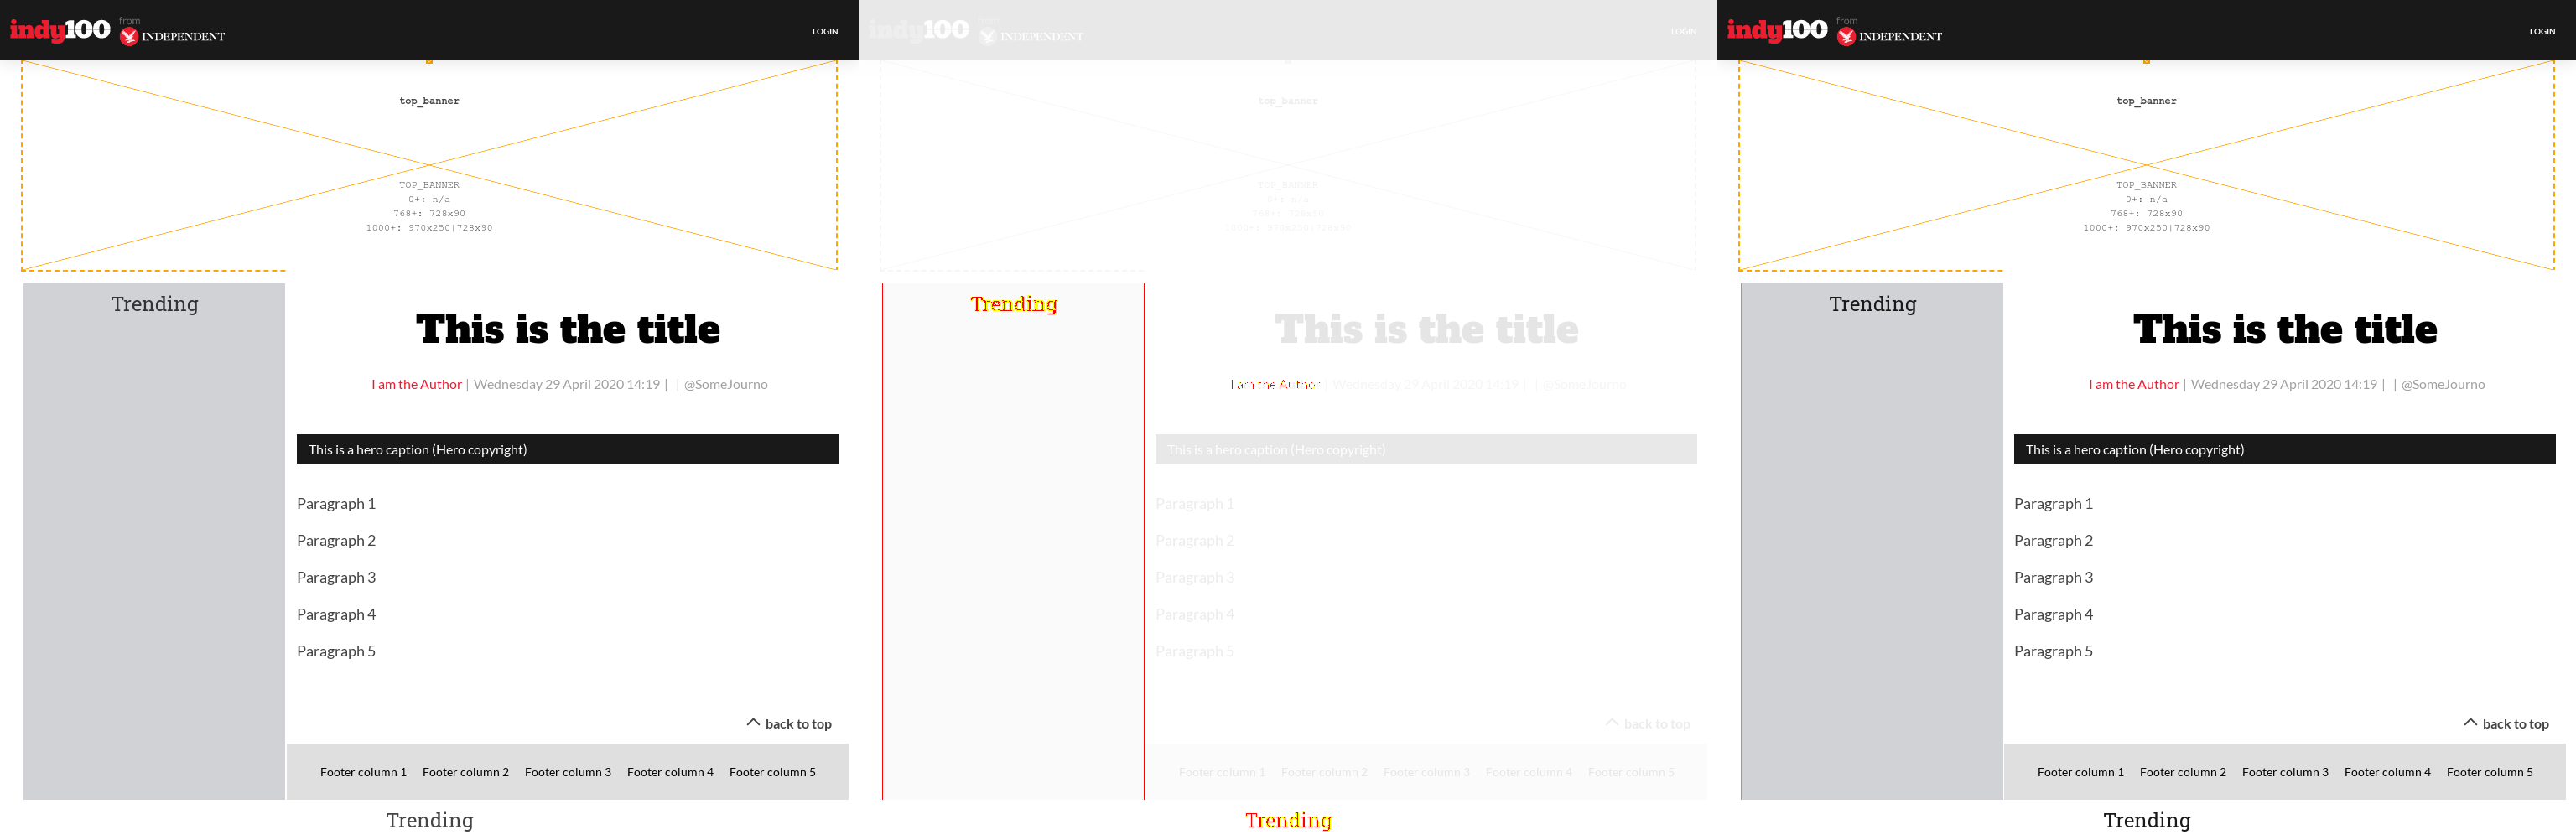 indy100 from INDEPENDENT LOGIN
top_banner
TOP_BANNER
0+: n/a
768+: 728x90
1000+: 970x250|728x90
Trending
This is the title
I am the Author | Wednesday 29 April 2020 14:19 | | @SomeJourno
This is a hero caption (Hero copyright)
Paragraph 1
Paragraph 2
Paragraph 3
Paragraph 4
Paragraph 5
back to top
Footer column 1 Footer column 2 Footer column 3 Footer column 4 Footer column 5
Trending
indy100 from INDEPENDENT LOGIN
top_banner
TOP_BANNER
0+: n/a
768+: 728x90
1000+: 970x250|728x90
Trending
This is the title
I am the Author | Wednesday 29 April 2020 14:19 | | @SomeJourno
This is a hero caption (Hero copyright)
Paragraph 1
Paragraph 2
Paragraph 3
Paragraph 4
Paragraph 5
back to top
Footer column 1 Footer column 2 Footer column 3 Footer column 4 Footer column 5
Trending
indy100 from INDEPENDENT LOGIN
top_banner
TOP_BANNER
0+: n/a
768+: 728x90
1000+: 970x250|728x90
Trending
This is the title
I am the Author | Wednesday 29 April 2020 14:19 | | @SomeJourno
This is a hero caption (Hero copyright)
Paragraph 1
Paragraph 2
Paragraph 3
Paragraph 4
Paragraph 5
back to top
Footer column 1 Footer column 2 Footer column 3 Footer column 4 Footer column 5
Trending